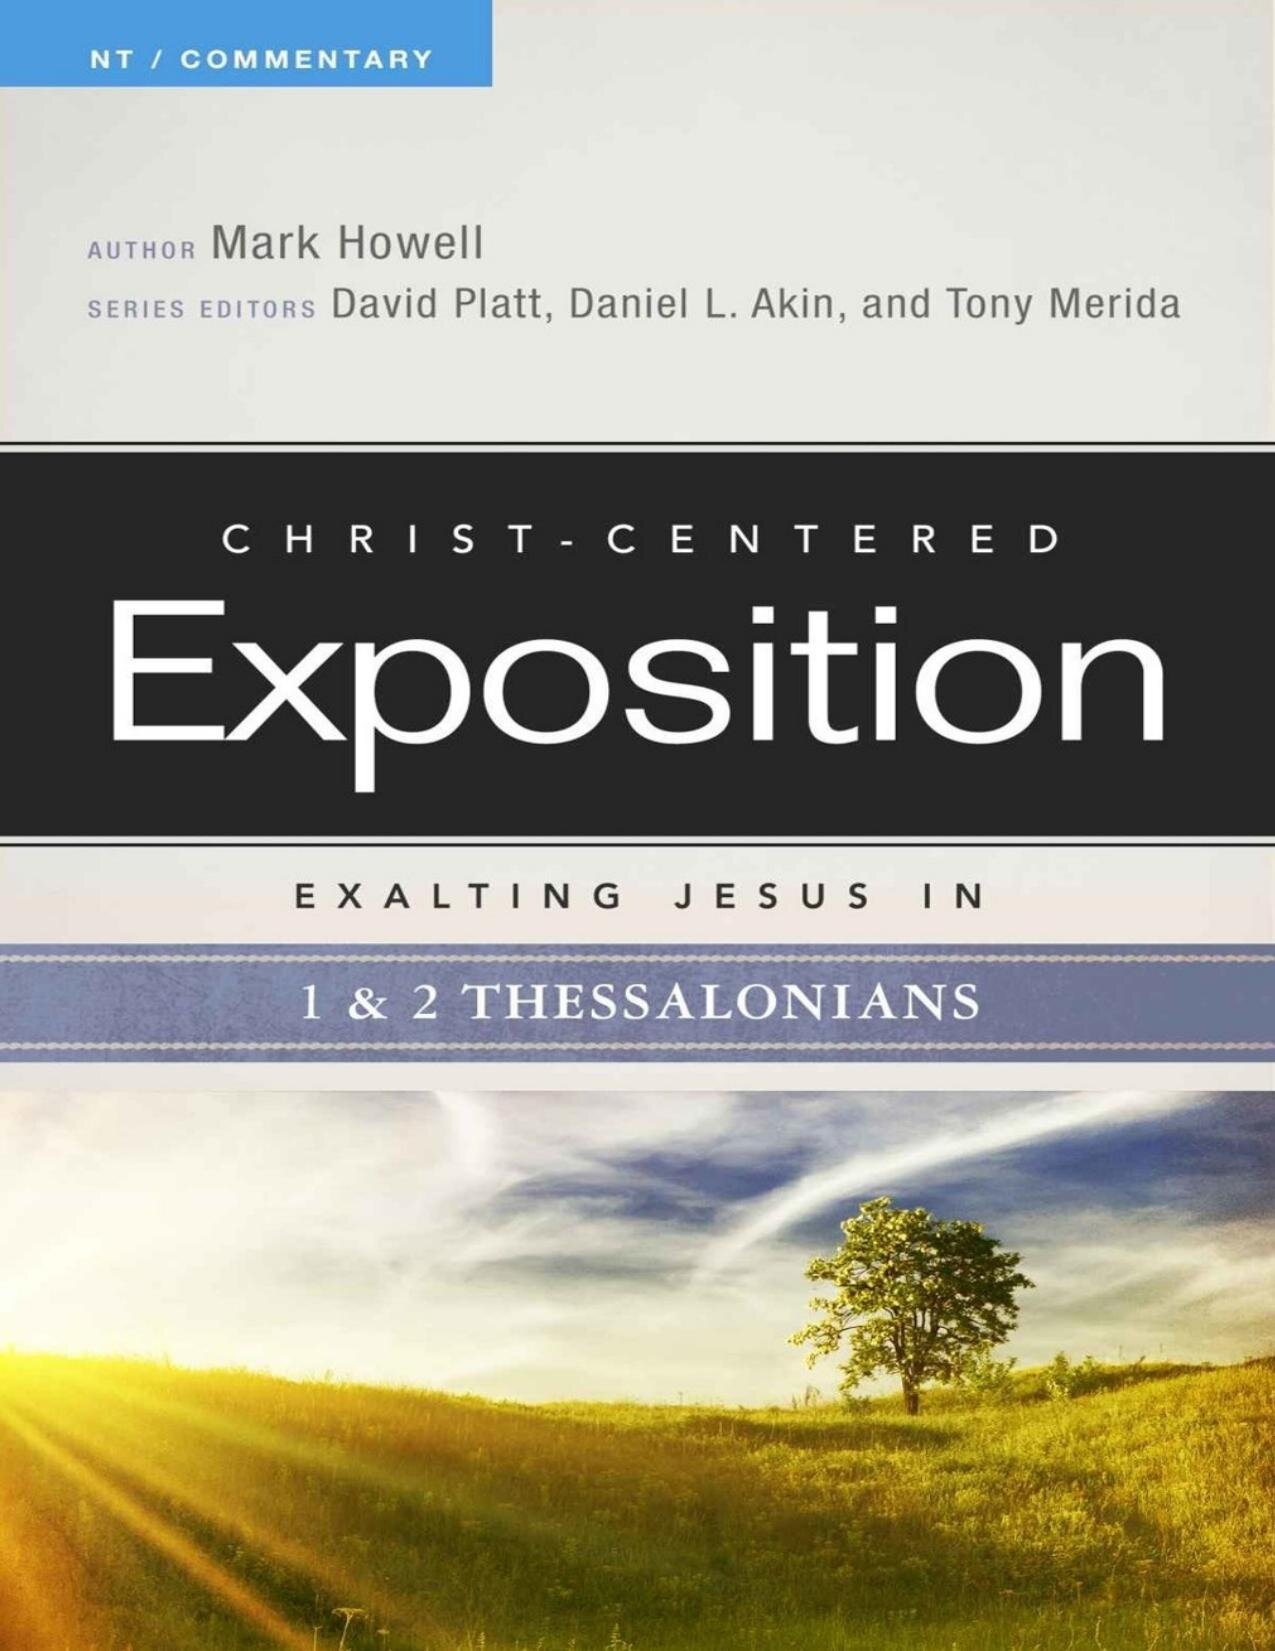 NT / COMMENTARY
AUTHOR Mark Howell
SERIES EDITORS David Platt, Daniel L. Akin, and Tony Merida
CHRIST-CENTERED
Exposition
EXALTING JESUS IN
1 & 2 THESSALONIANS